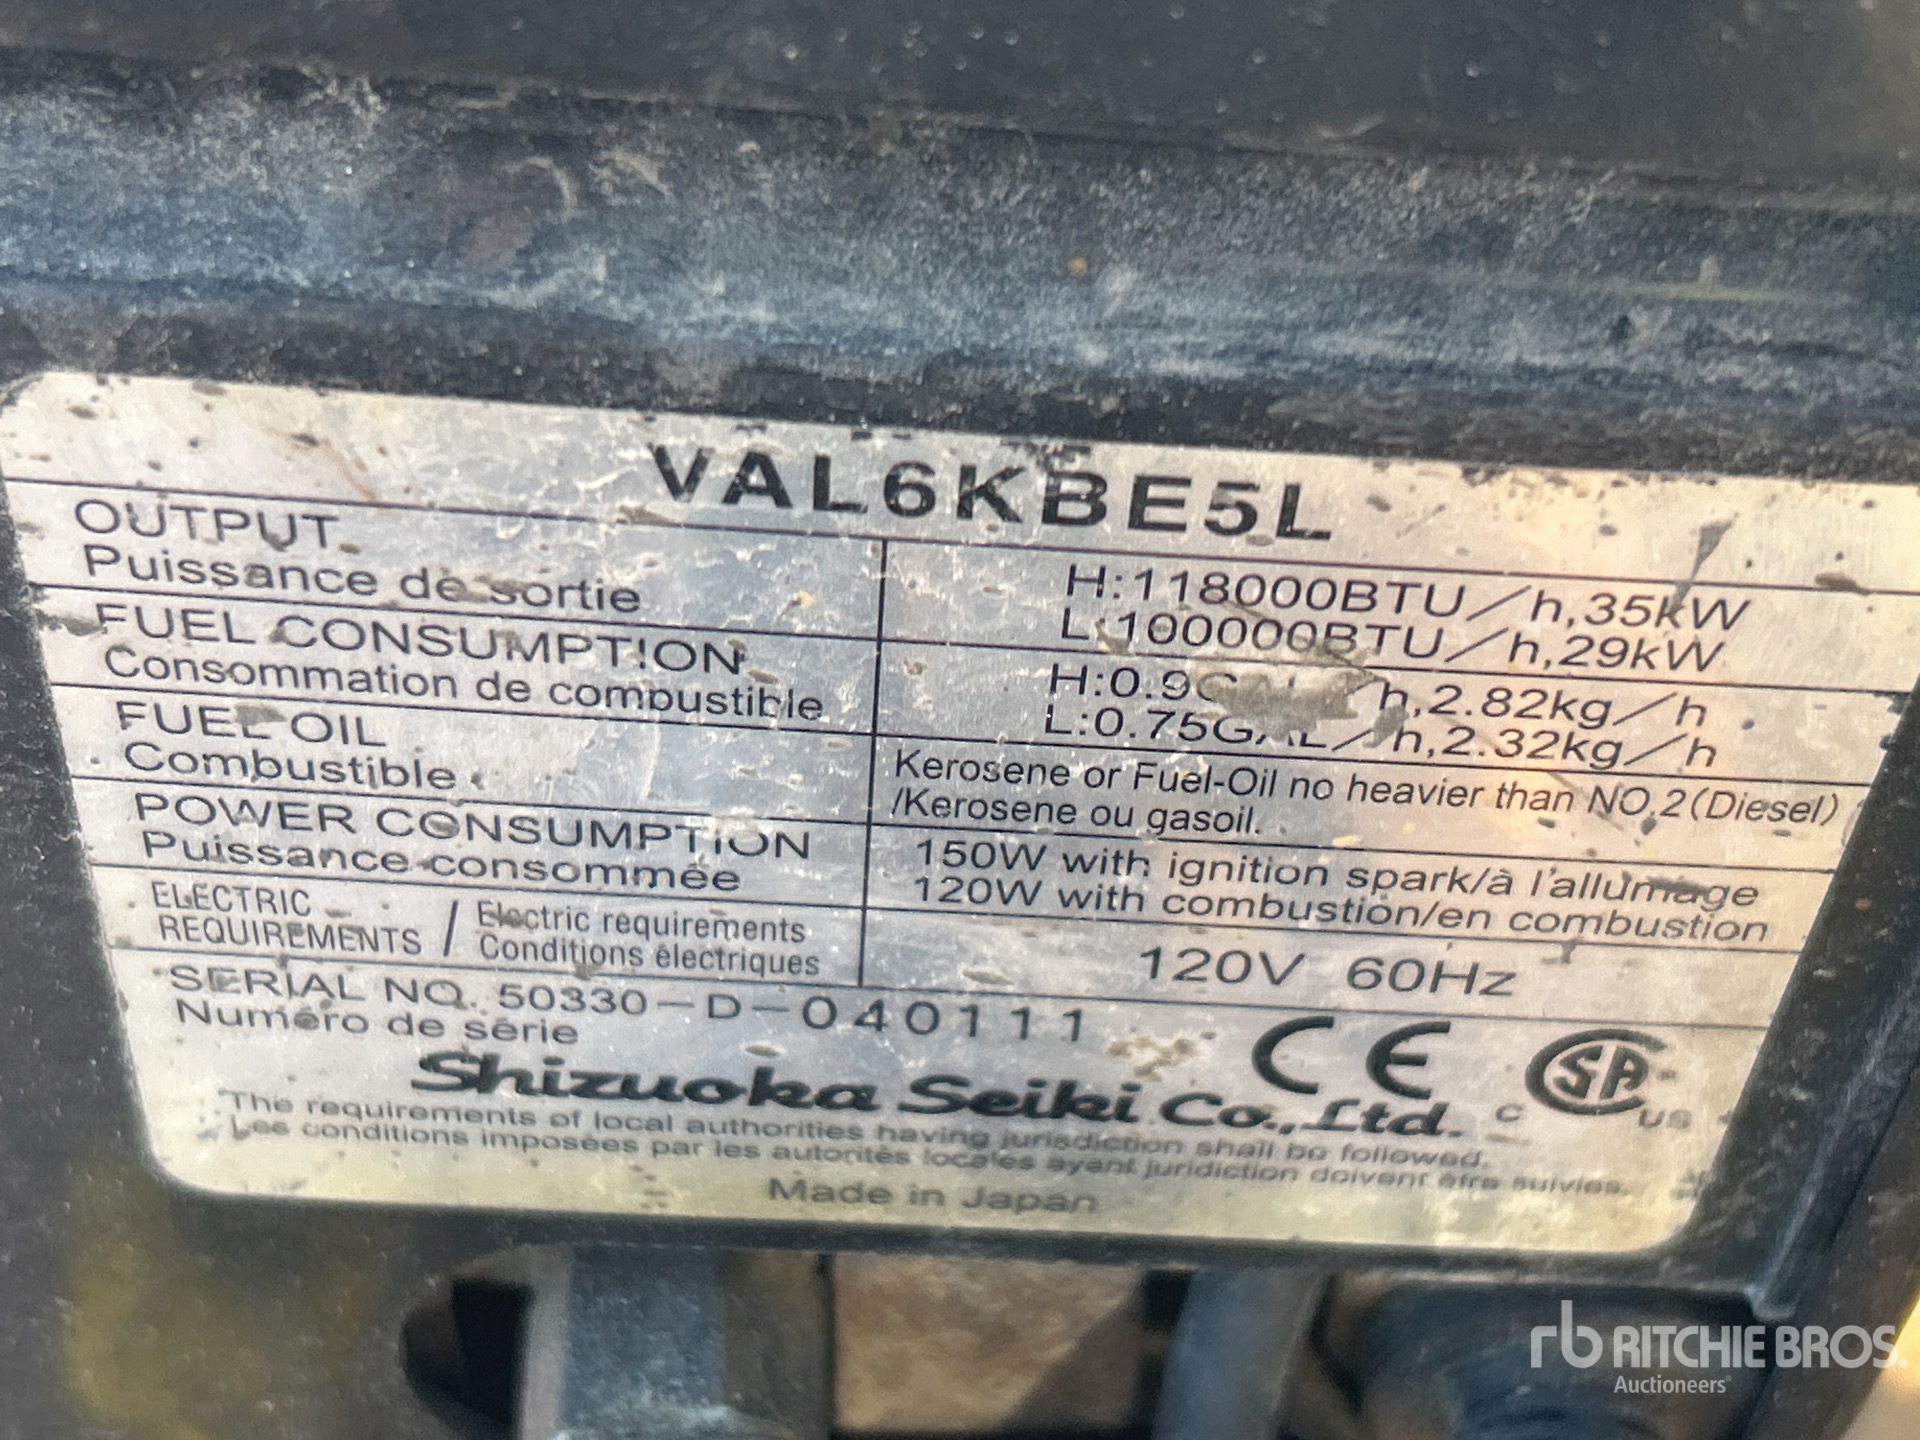 VAL6KBE5L
OUTPUT
Puissance de sortie
H:118000BTU/h,35kW
L:100000BTU/h,29kW
FUEL CONSUMPTION
Consommation de combustible
H:0.9GAL/h,2.82kg/h
L:0.75GAL/h,2.32kg/h
FUEL OIL
Combustible
Kerosene or Fuel-Oil no heavier than NO.2(Diesel)
/Kerosene ou gasoil.
POWER CONSUMPTION
Puissance consommée
150W with ignition spark/à l'allumage
120W with combustion/en combustion
ELECTRIC
REQUIREMENTS / Electric requirements
Conditions électriques
120V 60Hz
SERIAL NO. 50330-D-040111
Numéro de série
CE
C SA US
Shizuoka Seiki Co.,Ltd.
The requirements of local authorities having jurisdiction shall be followed.
Les conditions imposées par les autorités locales ayant juridiction doivent être suivies.
Made in Japan
rb RITCHIE BROS.
Auctioneers